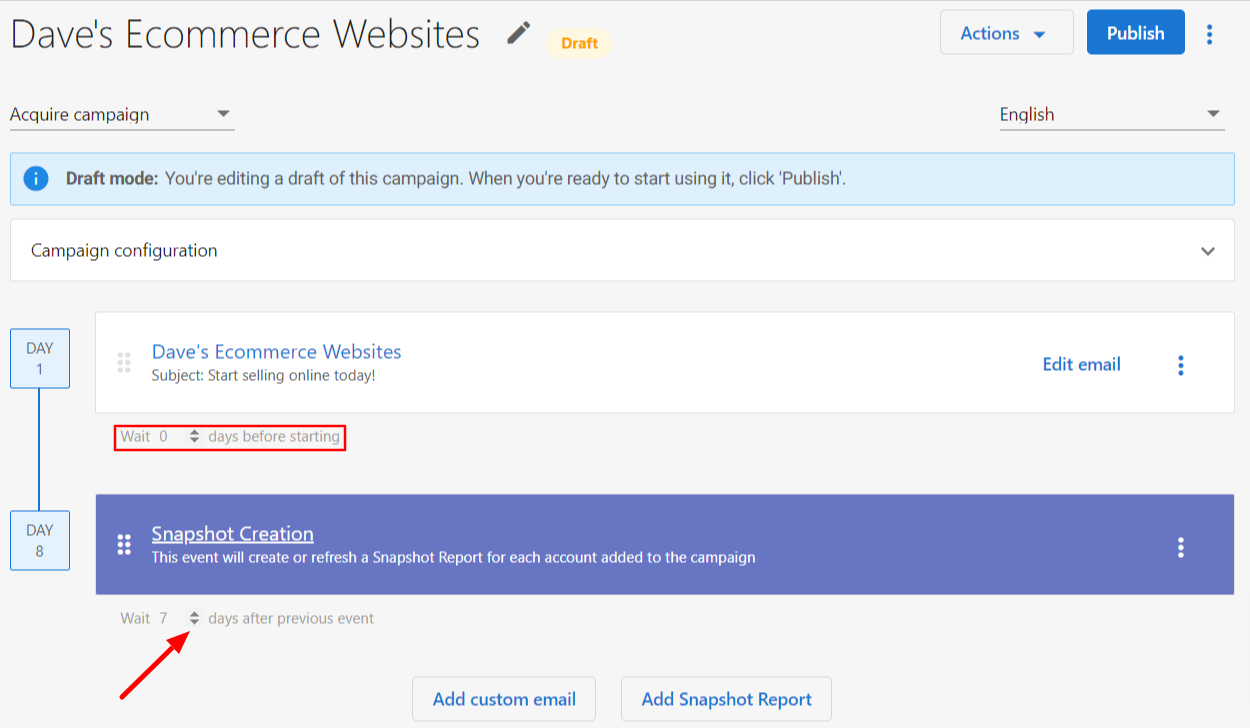 Dave's Ecommerce Websites
Draft
Actions
Publish
Acquire campaign
English
Draft mode: You're editing a draft of this campaign. When you're ready to start using it, click 'Publish'.
Campaign configuration
DAY
1
Dave's Ecommerce Websites
Subject: Start selling online today!
Edit email
Wait 0 days before starting
DAY
8
Snapshot Creation
This event will create or refresh a Snapshot Report for each account added to the campaign
Wait 7 days after previous event
Add custom email
Add Snapshot Report